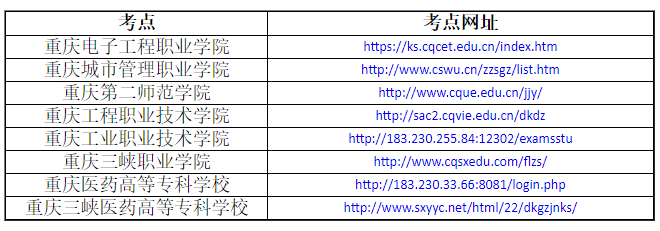 考点 考点网址
重庆电子工程职业学院 https://ks.cqcet.edu.cn/index.htm
重庆城市管理职业学院 http://www.cswu.cn/zzsgz/list.htm
重庆第二师范学院 http://www.cque.edu.cn/jjy/
重庆工程职业技术学院 http://sac2.cqvie.edu.cn/dkdz
重庆工业职业技术学院 http://183.230.255.84:12302/examsstu
重庆三峡职业学院 http://www.cqsxedu.com/flzs/
重庆医药高等专科学校 http://183.230.33.66:8081/login.php
重庆三峡医药高等专科学校 http://www.sxyyc.net/html/22/dkgzjnks/